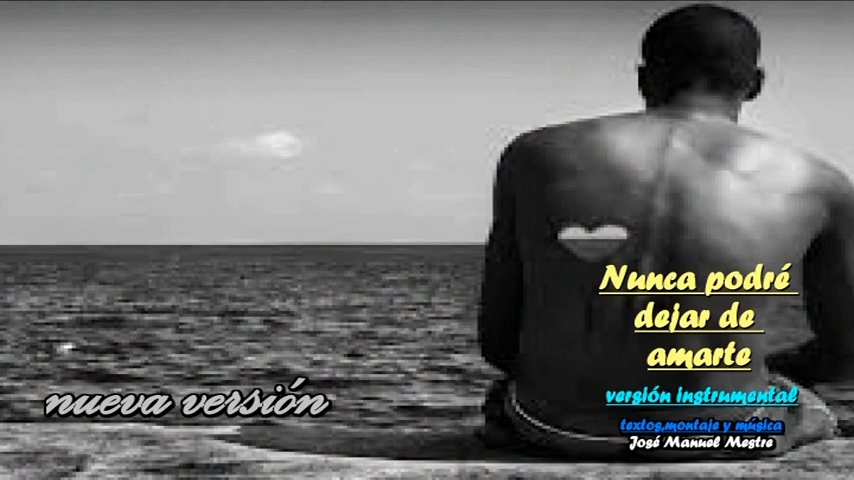 Nunca podré
dejar de
amarte
versión instrumental
textos,montaje y música
José Manuel Mestre
nueva versión